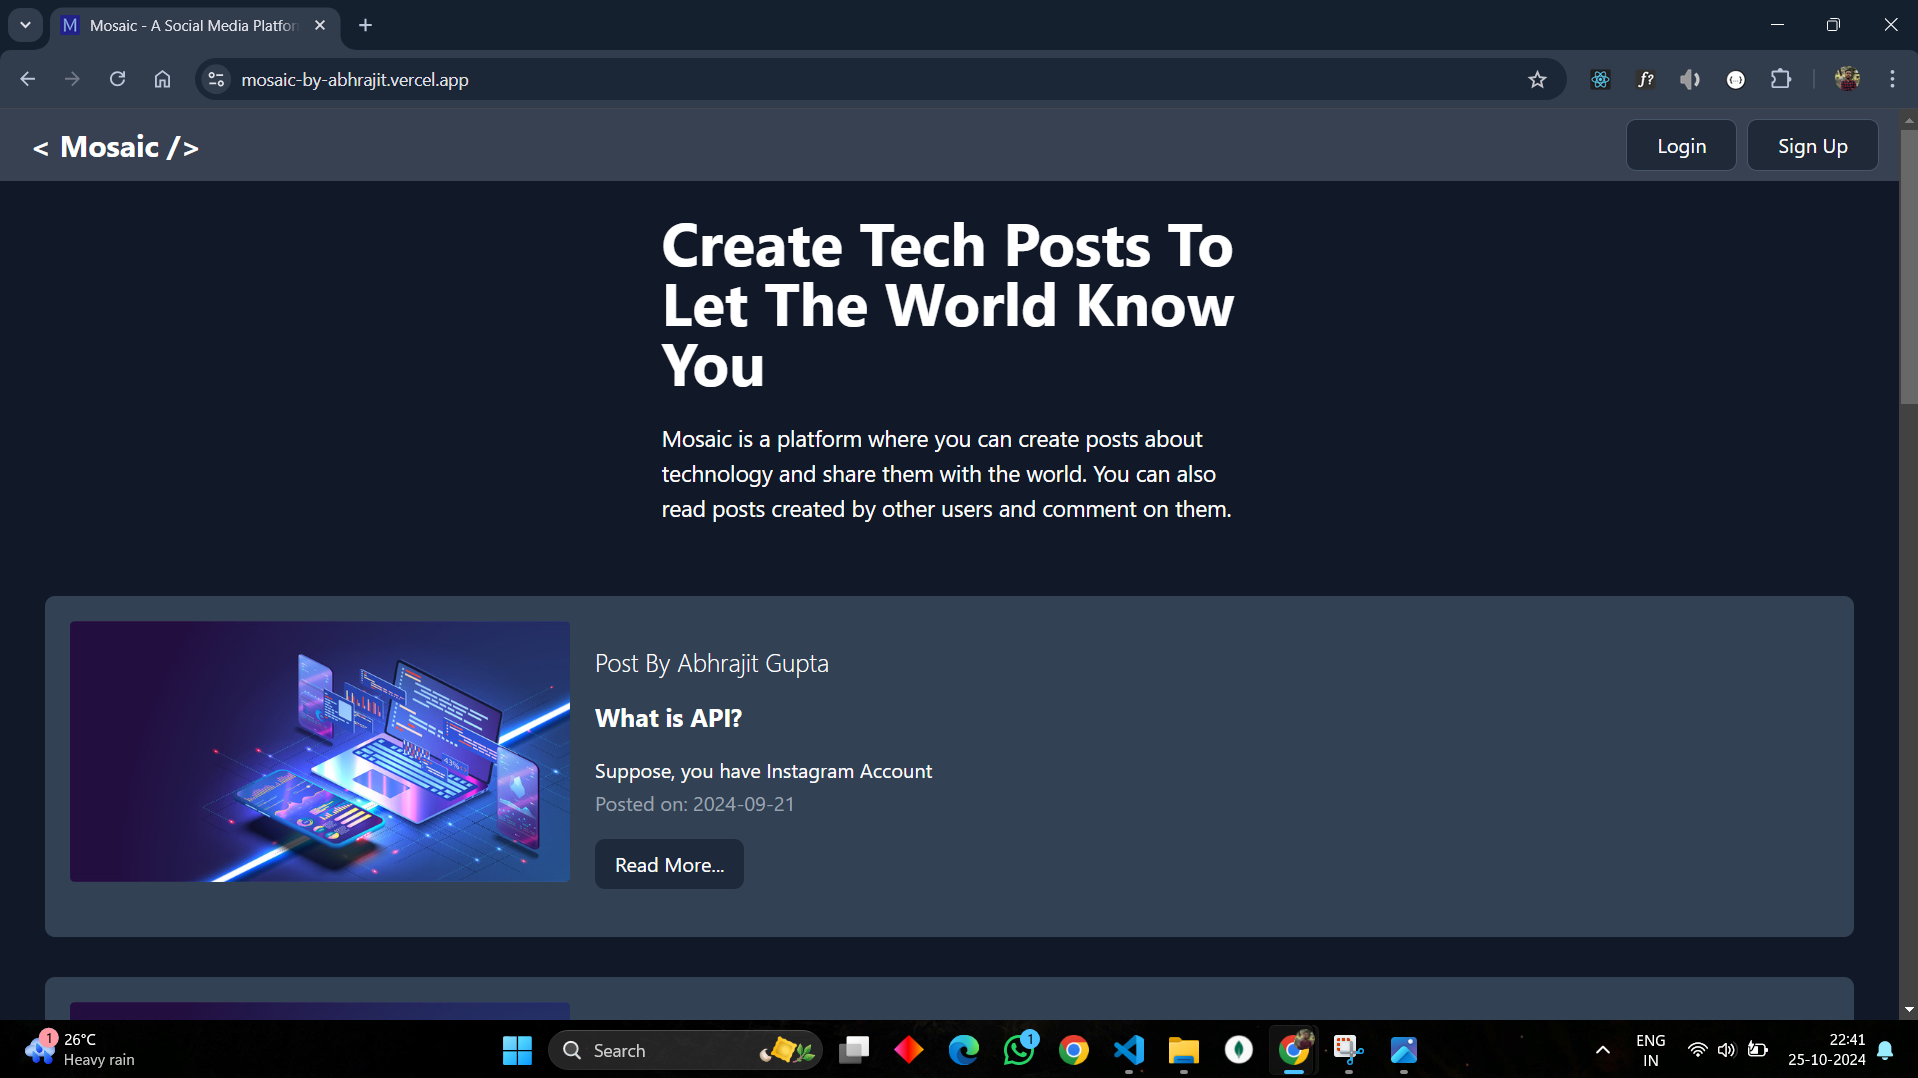 M Mosaic - A Social Media Platfor
mosaic-by-abhrajit.vercel.app
f?
< Mosaic />
Login
Sign Up
Create Tech Posts To
Let The World Know
You
Mosaic is a platform where you can create posts about
technology and share them with the world. You can also
read posts created by other users and comment on them.
43%
Post By Abhrajit Gupta
What is API?
Suppose, you have Instagram Account
Posted on: 2024-09-21
Read More...
1
26°C
Heavy rain
Search
1
ENG
IN
22:41
25-10-2024